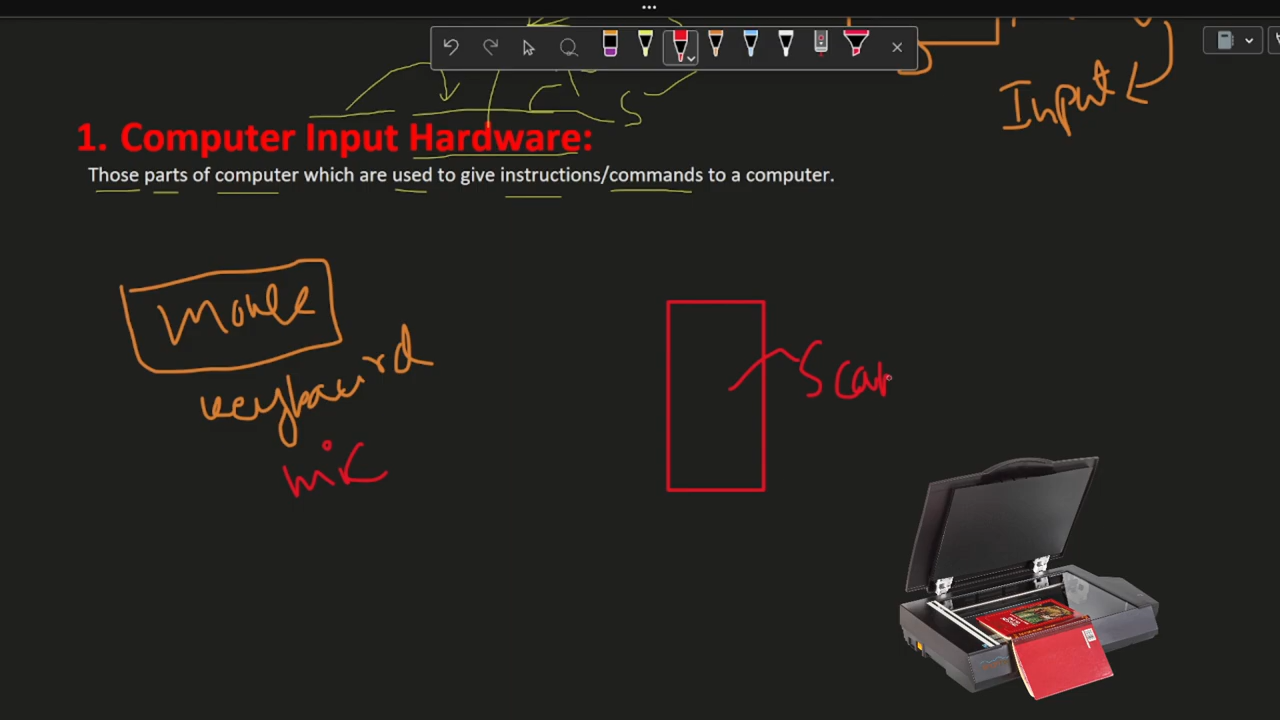 Input
C
S
1. Computer Input Hardware:
Those parts of computer which are used to give instructions/commands to a computer.
mouse
keyboard
mic
Scan